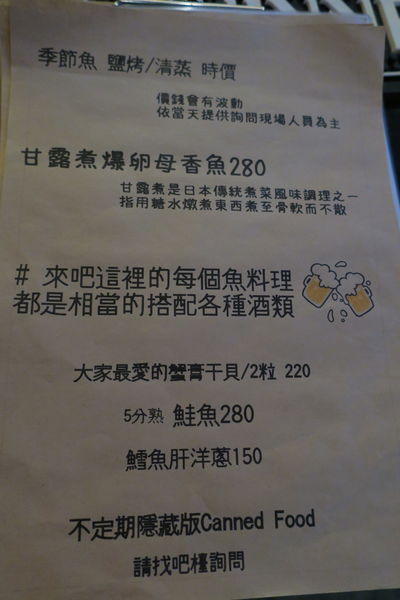 季節魚 鹽烤/清蒸 時價
價錢會有波動
依當天提供詢問現場人員為主
甘露煮爆卵母香魚280
甘露煮是日本傳統煮菜風味調理之一
指用糖水燉煮東西煮至骨軟而不散
# 來吧這裡的每個魚料理
都是相當的搭配各種酒類
大家最愛的蟹膏干貝/2粒 220
5分熟 鮭魚280
鱈魚肝洋蔥150
不定期隱藏版Canned Food
請找吧檯詢問